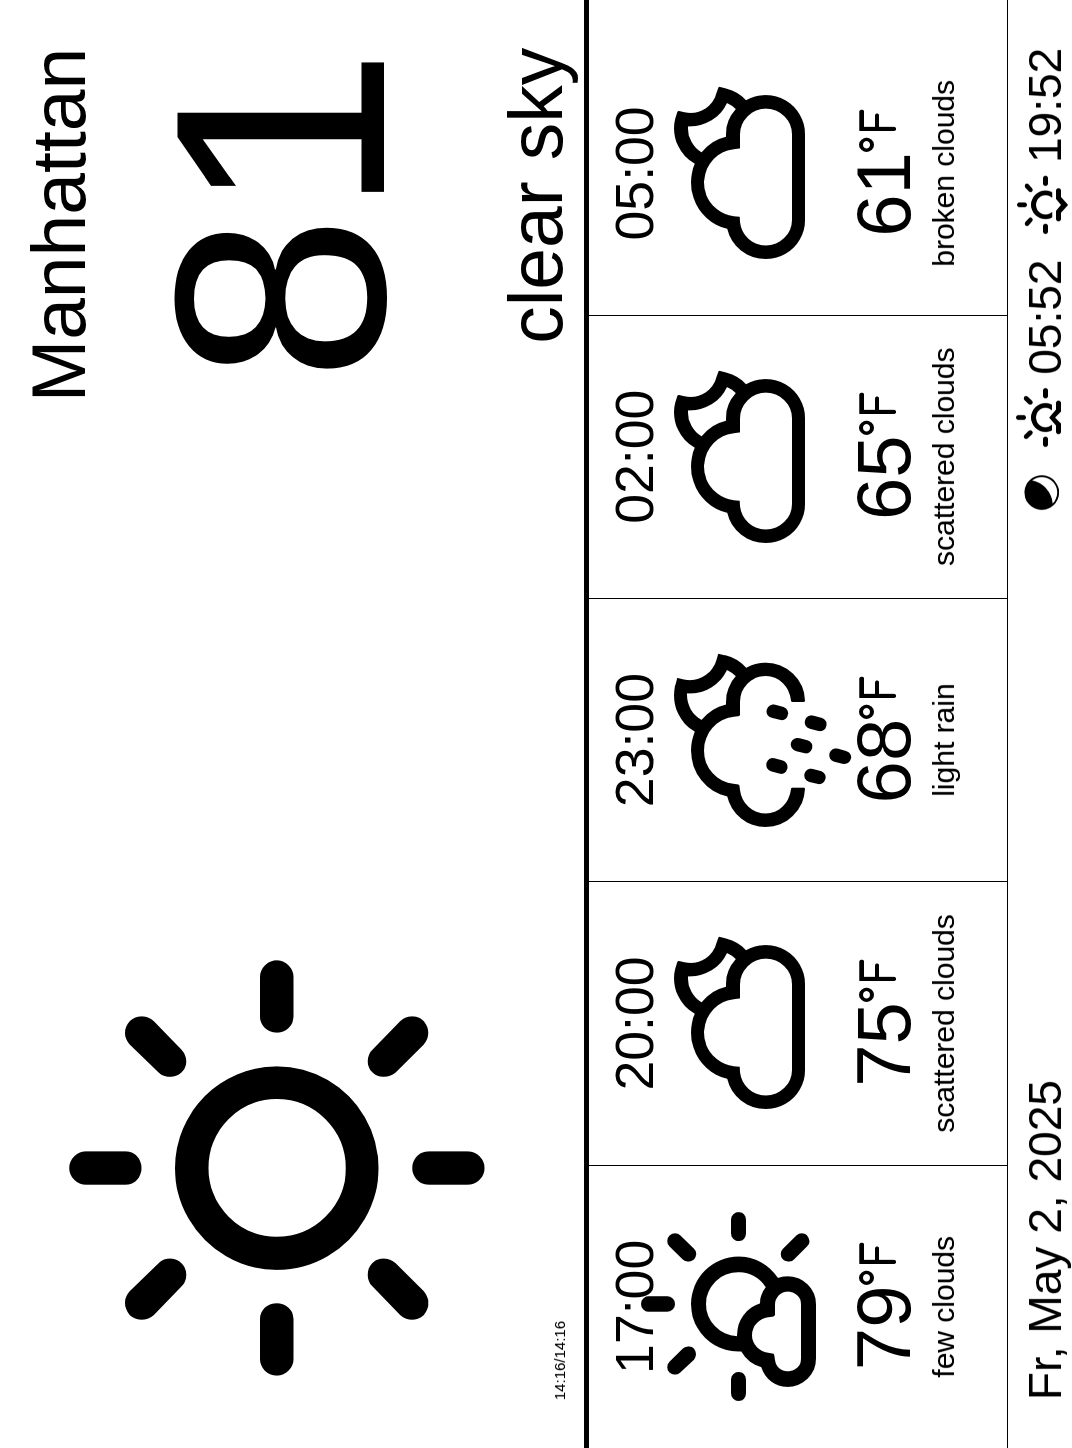 Manhattan
81
clear sky
14:16/14:16
17:00
20:00
23:00
02:00
05:00
79°F
75°F
68°F
65°F
61°F
few clouds
scattered clouds
light rain
scattered clouds
broken clouds
Fr, May 2, 2025
05:52
19:52